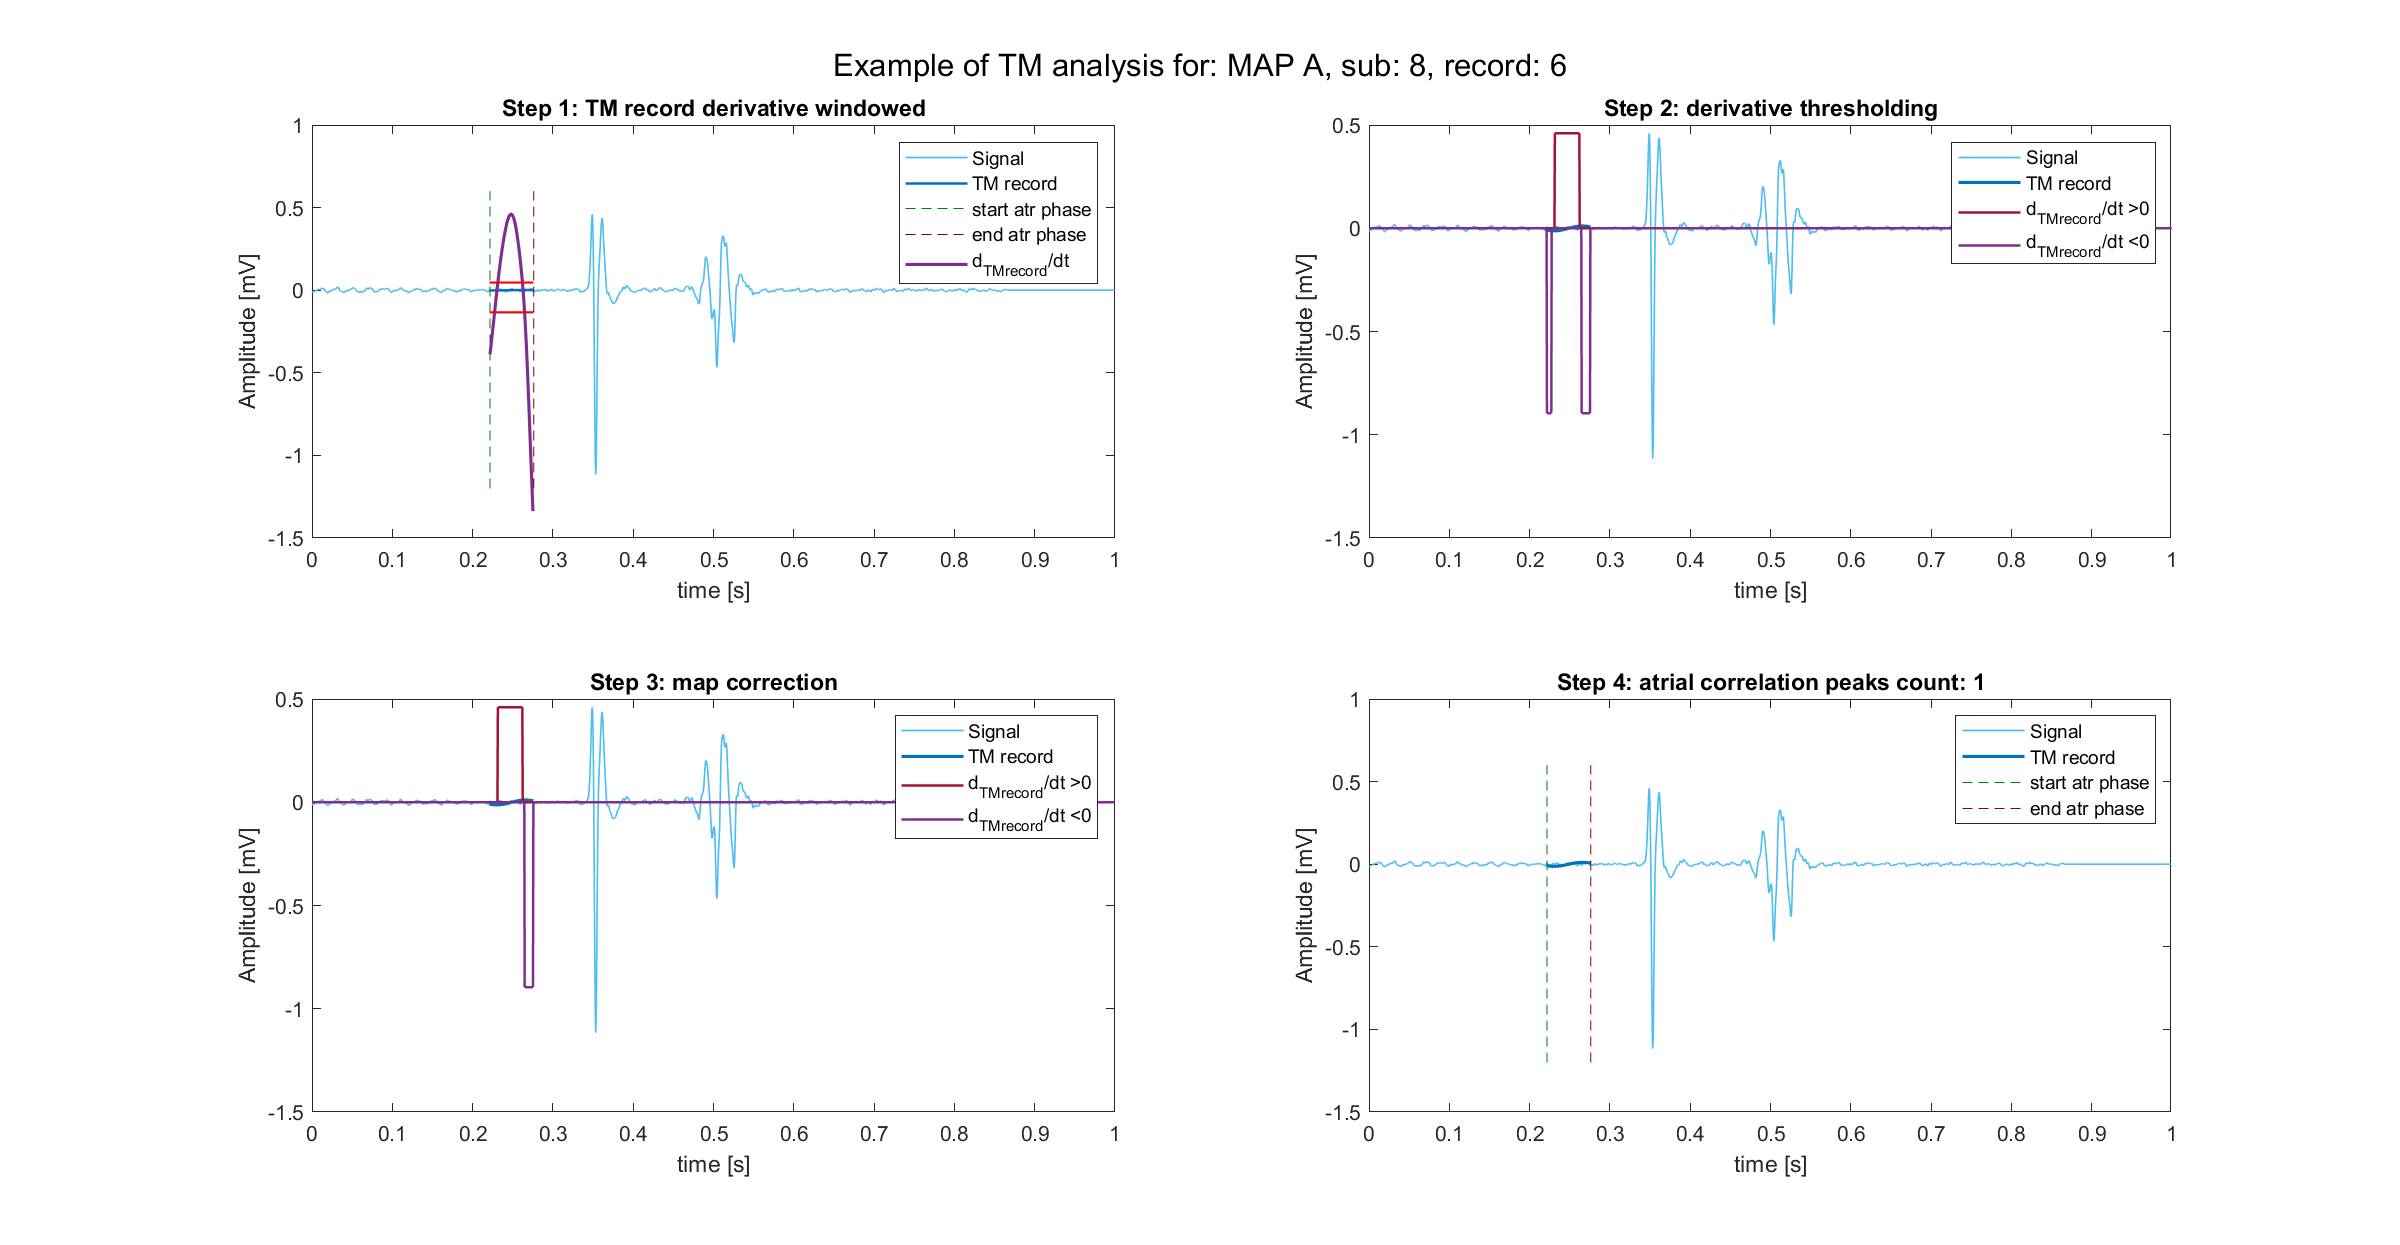 Example of TM analysis for: MAP A, sub: 8, record: 6
Step 1: TM record derivative windowed
1
0.5
0
-0.5
-1
-1.5
Amplitude [mV]
0 0.1 0.2 0.3 0.4 0.5 0.6 0.7 0.8 0.9 1
time [s]
Signal
TM record
start atr phase
end atr phase
dTMrecord/dt
Step 2: derivative thresholding
0.5
0
-0.5
-1
-1.5
Amplitude [mV]
0 0.1 0.2 0.3 0.4 0.5 0.6 0.7 0.8 0.9 1
time [s]
Signal
TM record
dTMrecord/dt >0
dTMrecord/dt <0
Step 3: map correction
0.5
0
-0.5
-1
-1.5
Amplitude [mV]
0 0.1 0.2 0.3 0.4 0.5 0.6 0.7 0.8 0.9 1
time [s]
Signal
TM record
dTMrecord/dt >0
dTMrecord/dt <0
Step 4: atrial correlation peaks count: 1
1
0.5
0
-0.5
-1
-1.5
Amplitude [mV]
0 0.1 0.2 0.3 0.4 0.5 0.6 0.7 0.8 0.9 1
time [s]
Signal
TM record
start atr phase
end atr phase